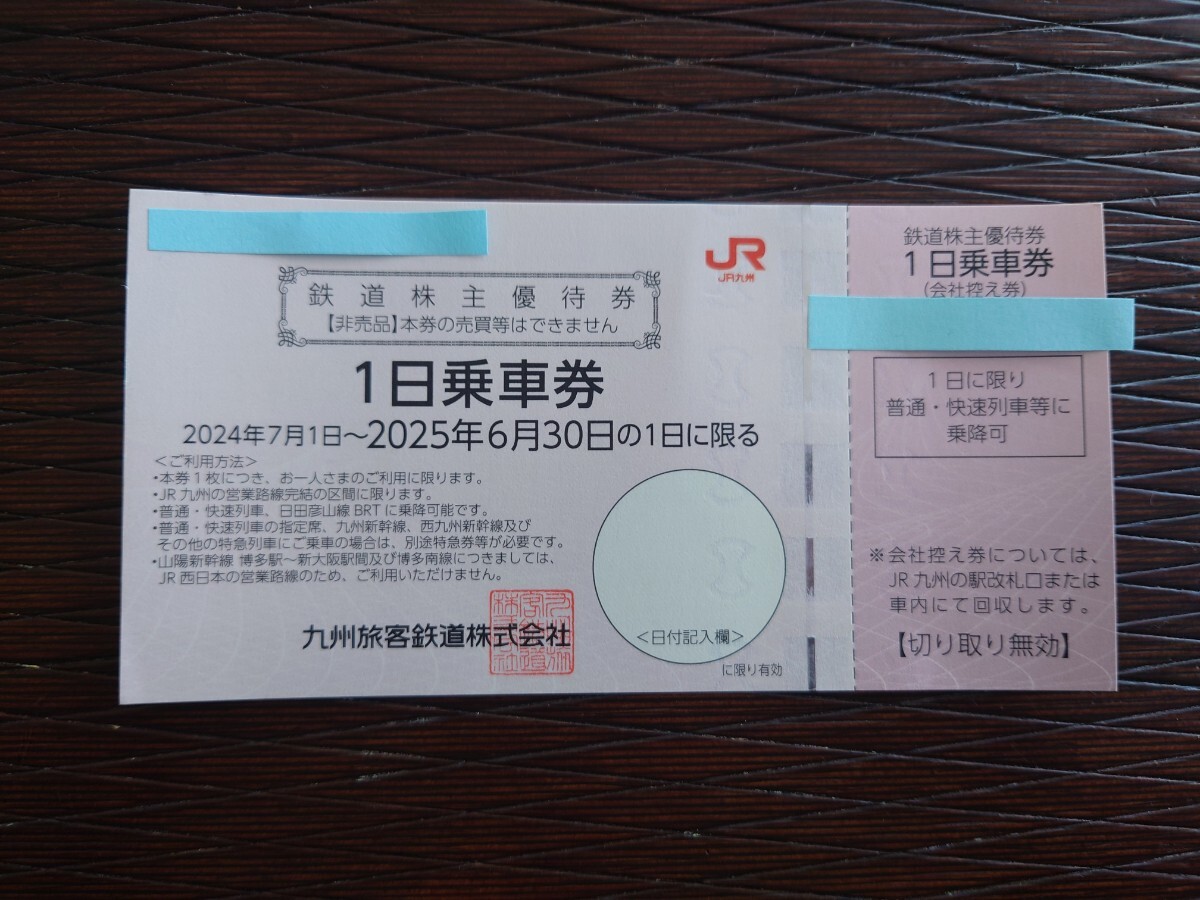 JR
JR九州
鉄道株主優待券
【非売品】本券の売買等はできません
1日乗車券
2024年7月1日～2025年6月30日の1日に限る
＜ご利用方法＞
・本券1枚につき、お一人さまのご利用に限ります。
・JR九州の営業路線完結の区間に限ります。
・普通・快速列車、日田彦山線BRTに乗降可能です。
・普通・快速列車の指定席、九州新幹線、西九州新幹線及び
その他の特急列車にご乗車の場合は、別途特急券等が必要です。
・山陽新幹線 博多駅～新大阪駅間及び博多南線につきましては、
JR西日本の営業路線のため、ご利用いただけません。
九州旅客鉄道株式会社
＜日付記入欄＞
に限り有効
鉄道株主優待券
1日乗車券
(会社控え券)
1日に限り
普通・快速列車等に
乗降可
※会社控え券については、
JR九州の駅改札口または
車内にて回収します。
【切り取り無効】